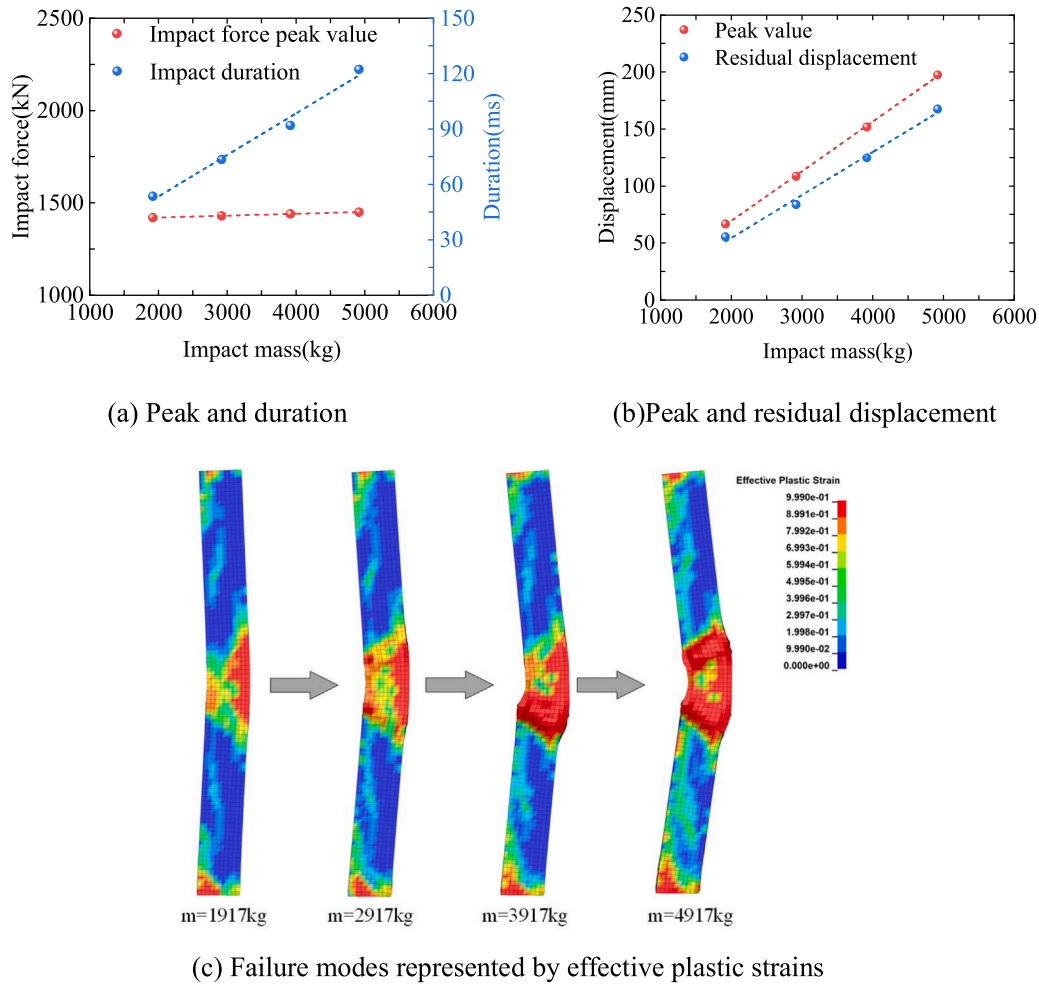 2500
2000
1500
1000
Impact force(kN)
Impact force peak value
Impact duration
150
120
90
60
30
0
Duration(ms)
1000 2000 3000 4000 5000 6000
Impact mass(kg)
(a) Peak and duration
250
200
150
100
50
0
Displacement(mm)
Peak value
Residual displacement
1000 2000 3000 4000 5000 6000
Impact mass(kg)
(b)Peak and residual displacement
Effective Plastic Strain
9.990e-01
8.991e-01
7.992e-01
6.993e-01
5.994e-01
4.995e-01
3.996e-01
2.997e-01
1.998e-01
9.990e-02
0.000e+00
m=1917kg
m=2917kg
m=3917kg
m=4917kg
(c) Failure modes represented by effective plastic strains